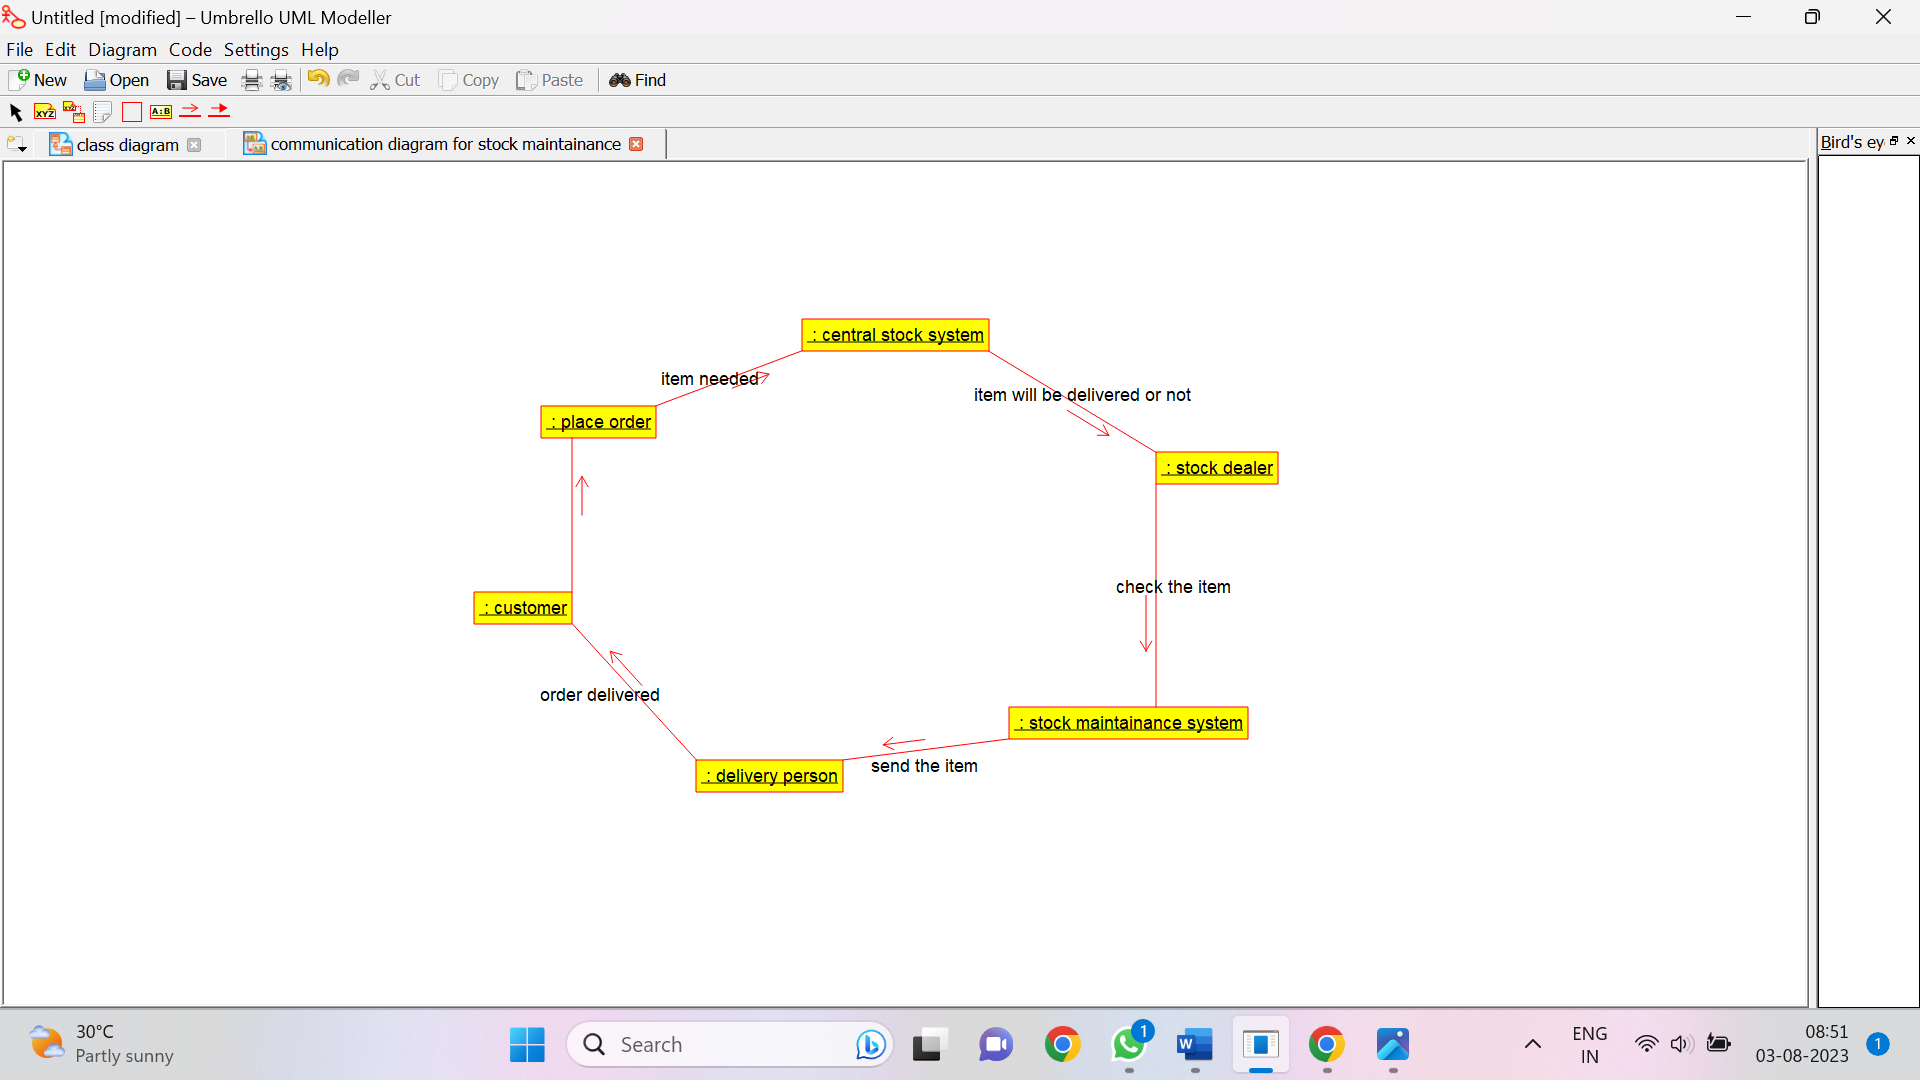 Untitled [modified] – Umbrello UML Modeller
File Edit Diagram Code Settings Help
New Open Save Cut Copy Paste Find
XYZ XYZ A:B
class diagram communication diagram for stock maintainance Bird's ey
: central stock system
item needed
item will be delivered or not
: place order
: stock dealer
check the item
: customer
order delivered
: stock maintainance system
send the item
: delivery person
30°C
Partly sunny
Search
1
W
ENG
IN
08:51
03-08-2023
1